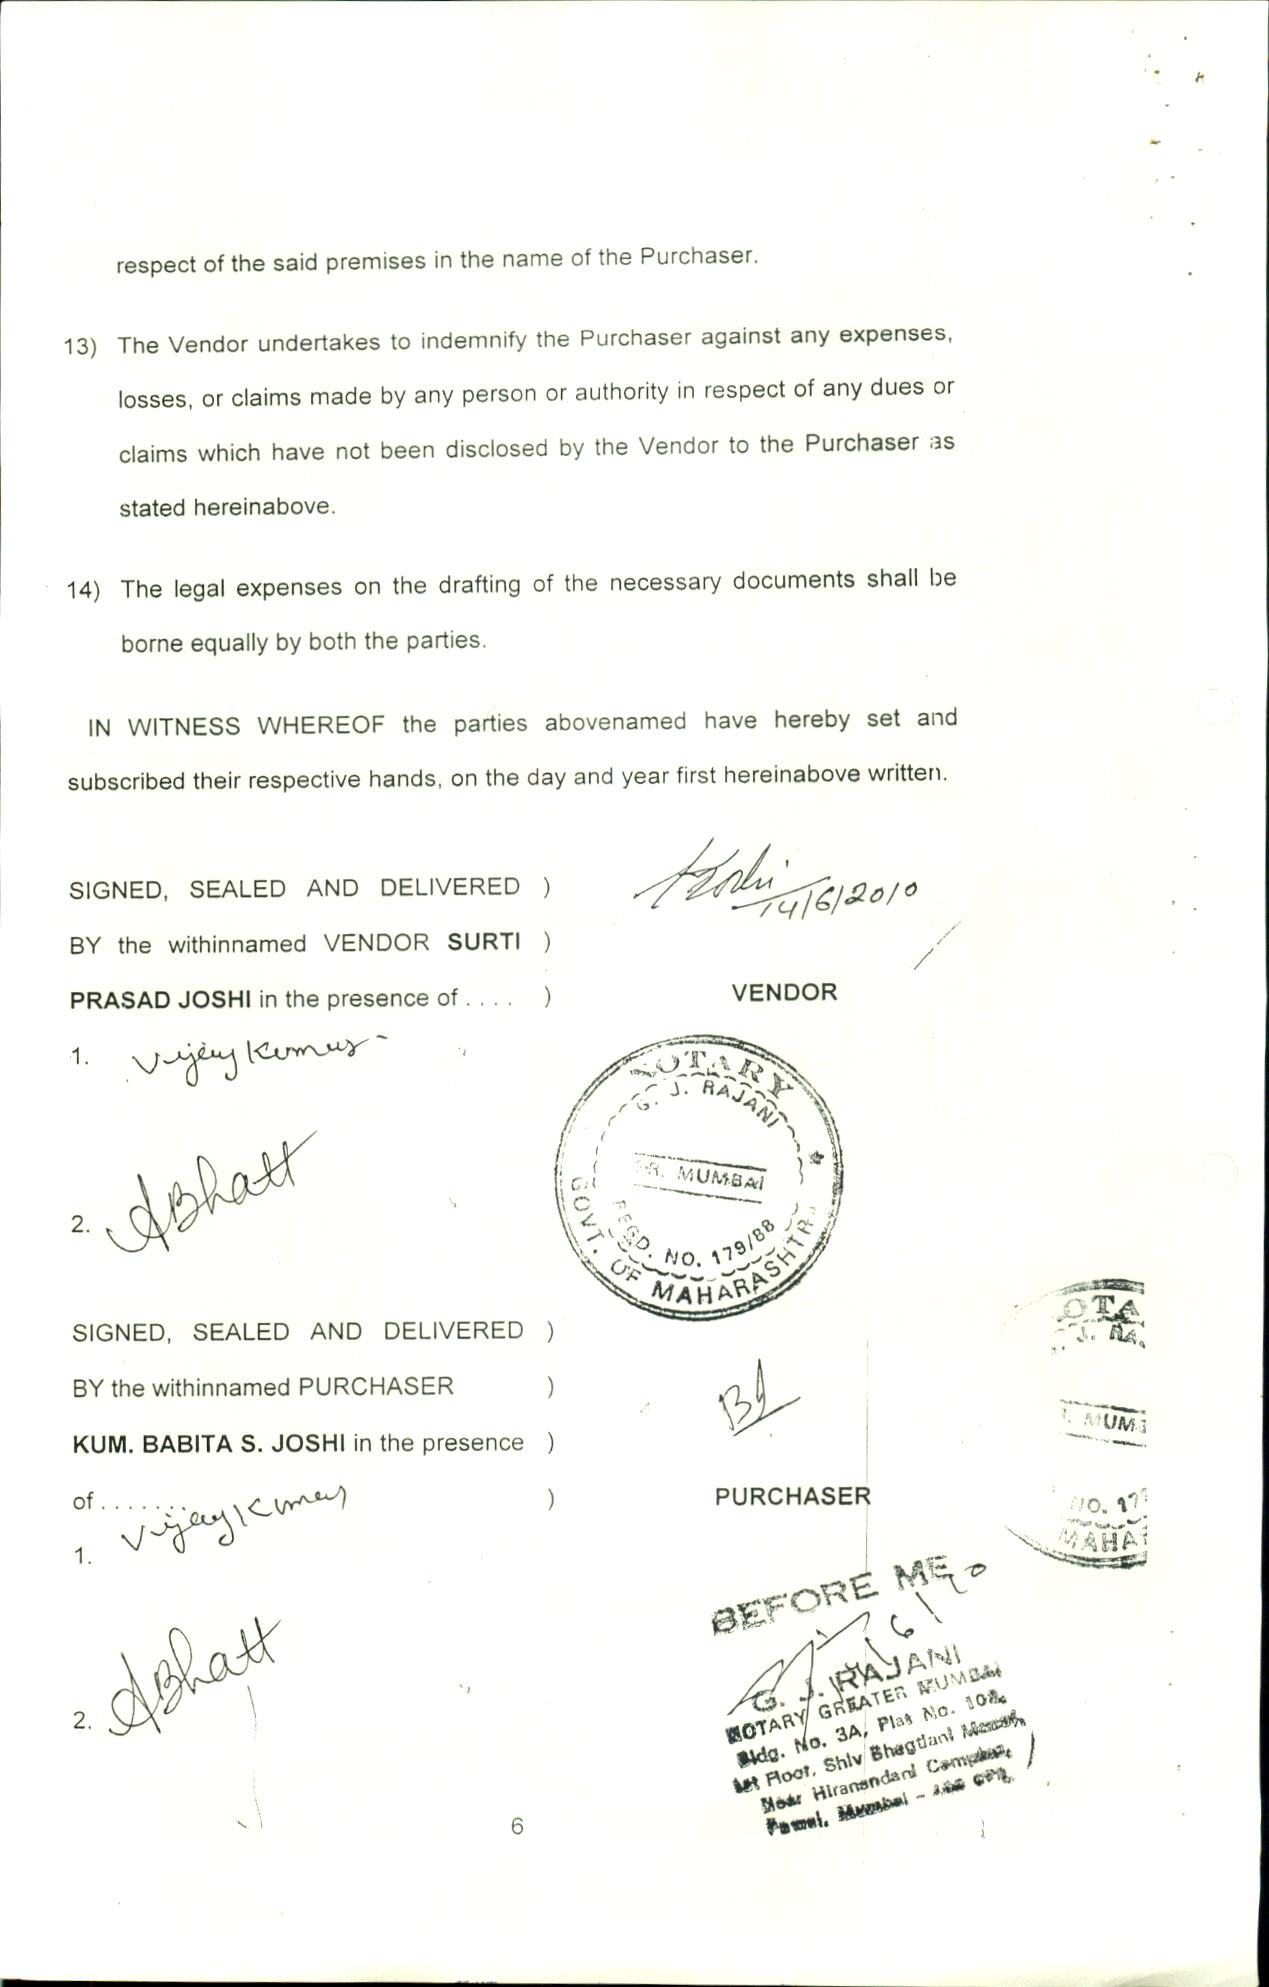 respect of the said premises in the name of the Purchaser.
13) The Vendor undertakes to indemnify the Purchaser against any expenses,
losses, or claims made by any person or authority in respect of any dues or
claims which have not been disclosed by the Vendor to the Purchaser as
stated hereinabove.
14) The legal expenses on the drafting of the necessary documents shall be
borne equally by both the parties.
IN WITNESS WHEREOF the parties abovenamed have hereby set and
subscribed their respective hands, on the day and year first hereinabove written.
SIGNED, SEALED AND DELIVERED )
BY the withinnamed VENDOR SURTI )
PRASAD JOSHI in the presence of . . . . )
14/6/2010
VENDOR
1. Vijay Kumar
2. ABhatt
NOTARY
G. J. RAJANI
GR. MUMBAI
REGD. NO. 179/88
GOVT. OF MAHARASHTRA
SIGNED, SEALED AND DELIVERED )
BY the withinnamed PURCHASER )
KUM. BABITA S. JOSHI in the presence )
of . . . . . . . )
PURCHASER
1. Vijay Kumar
2. ABhatt
OTA
J. RA
MUM
NO. 17
MAHA
BEFORE ME
G. J. RAJANI
NOTARY GREATER MUMBAI
Bldg. No. 3A, Plat No. 102,
1st Floor, Shiv Bhagtani
Near Hiranandani Complex,
Powai, Mumbai -
6